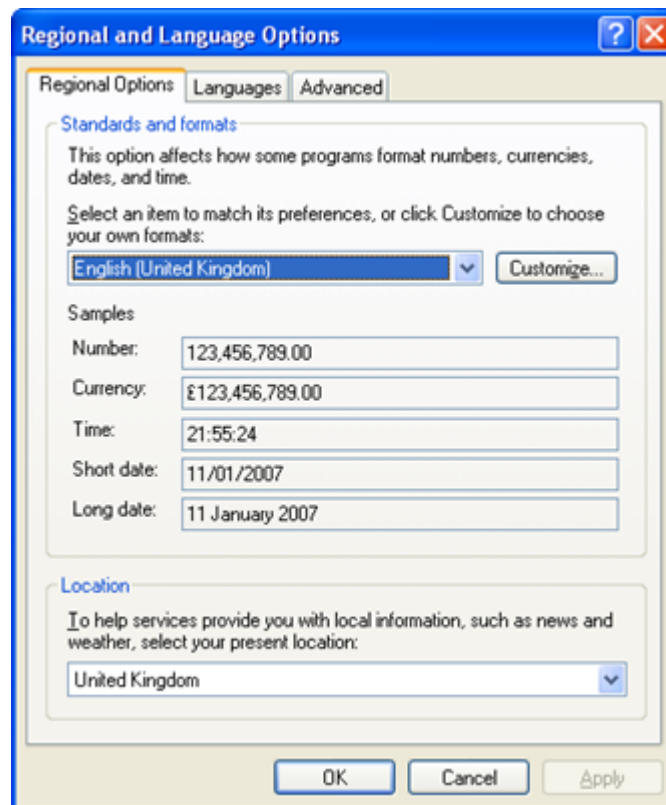 Regional and Language Options
Regional Options Languages Advanced
Standards and formats
This option affects how some programs format numbers, currencies,
dates, and time.
Select an item to match its preferences, or click Customize to choose
your own formats:
English (United Kingdom) Customize...
Samples
Number: 123,456,789.00
Currency: £123,456,789.00
Time: 21:55:24
Short date: 11/01/2007
Long date: 11 January 2007
Location
To help services provide you with local information, such as news and
weather, select your present location:
United Kingdom
OK Cancel Apply